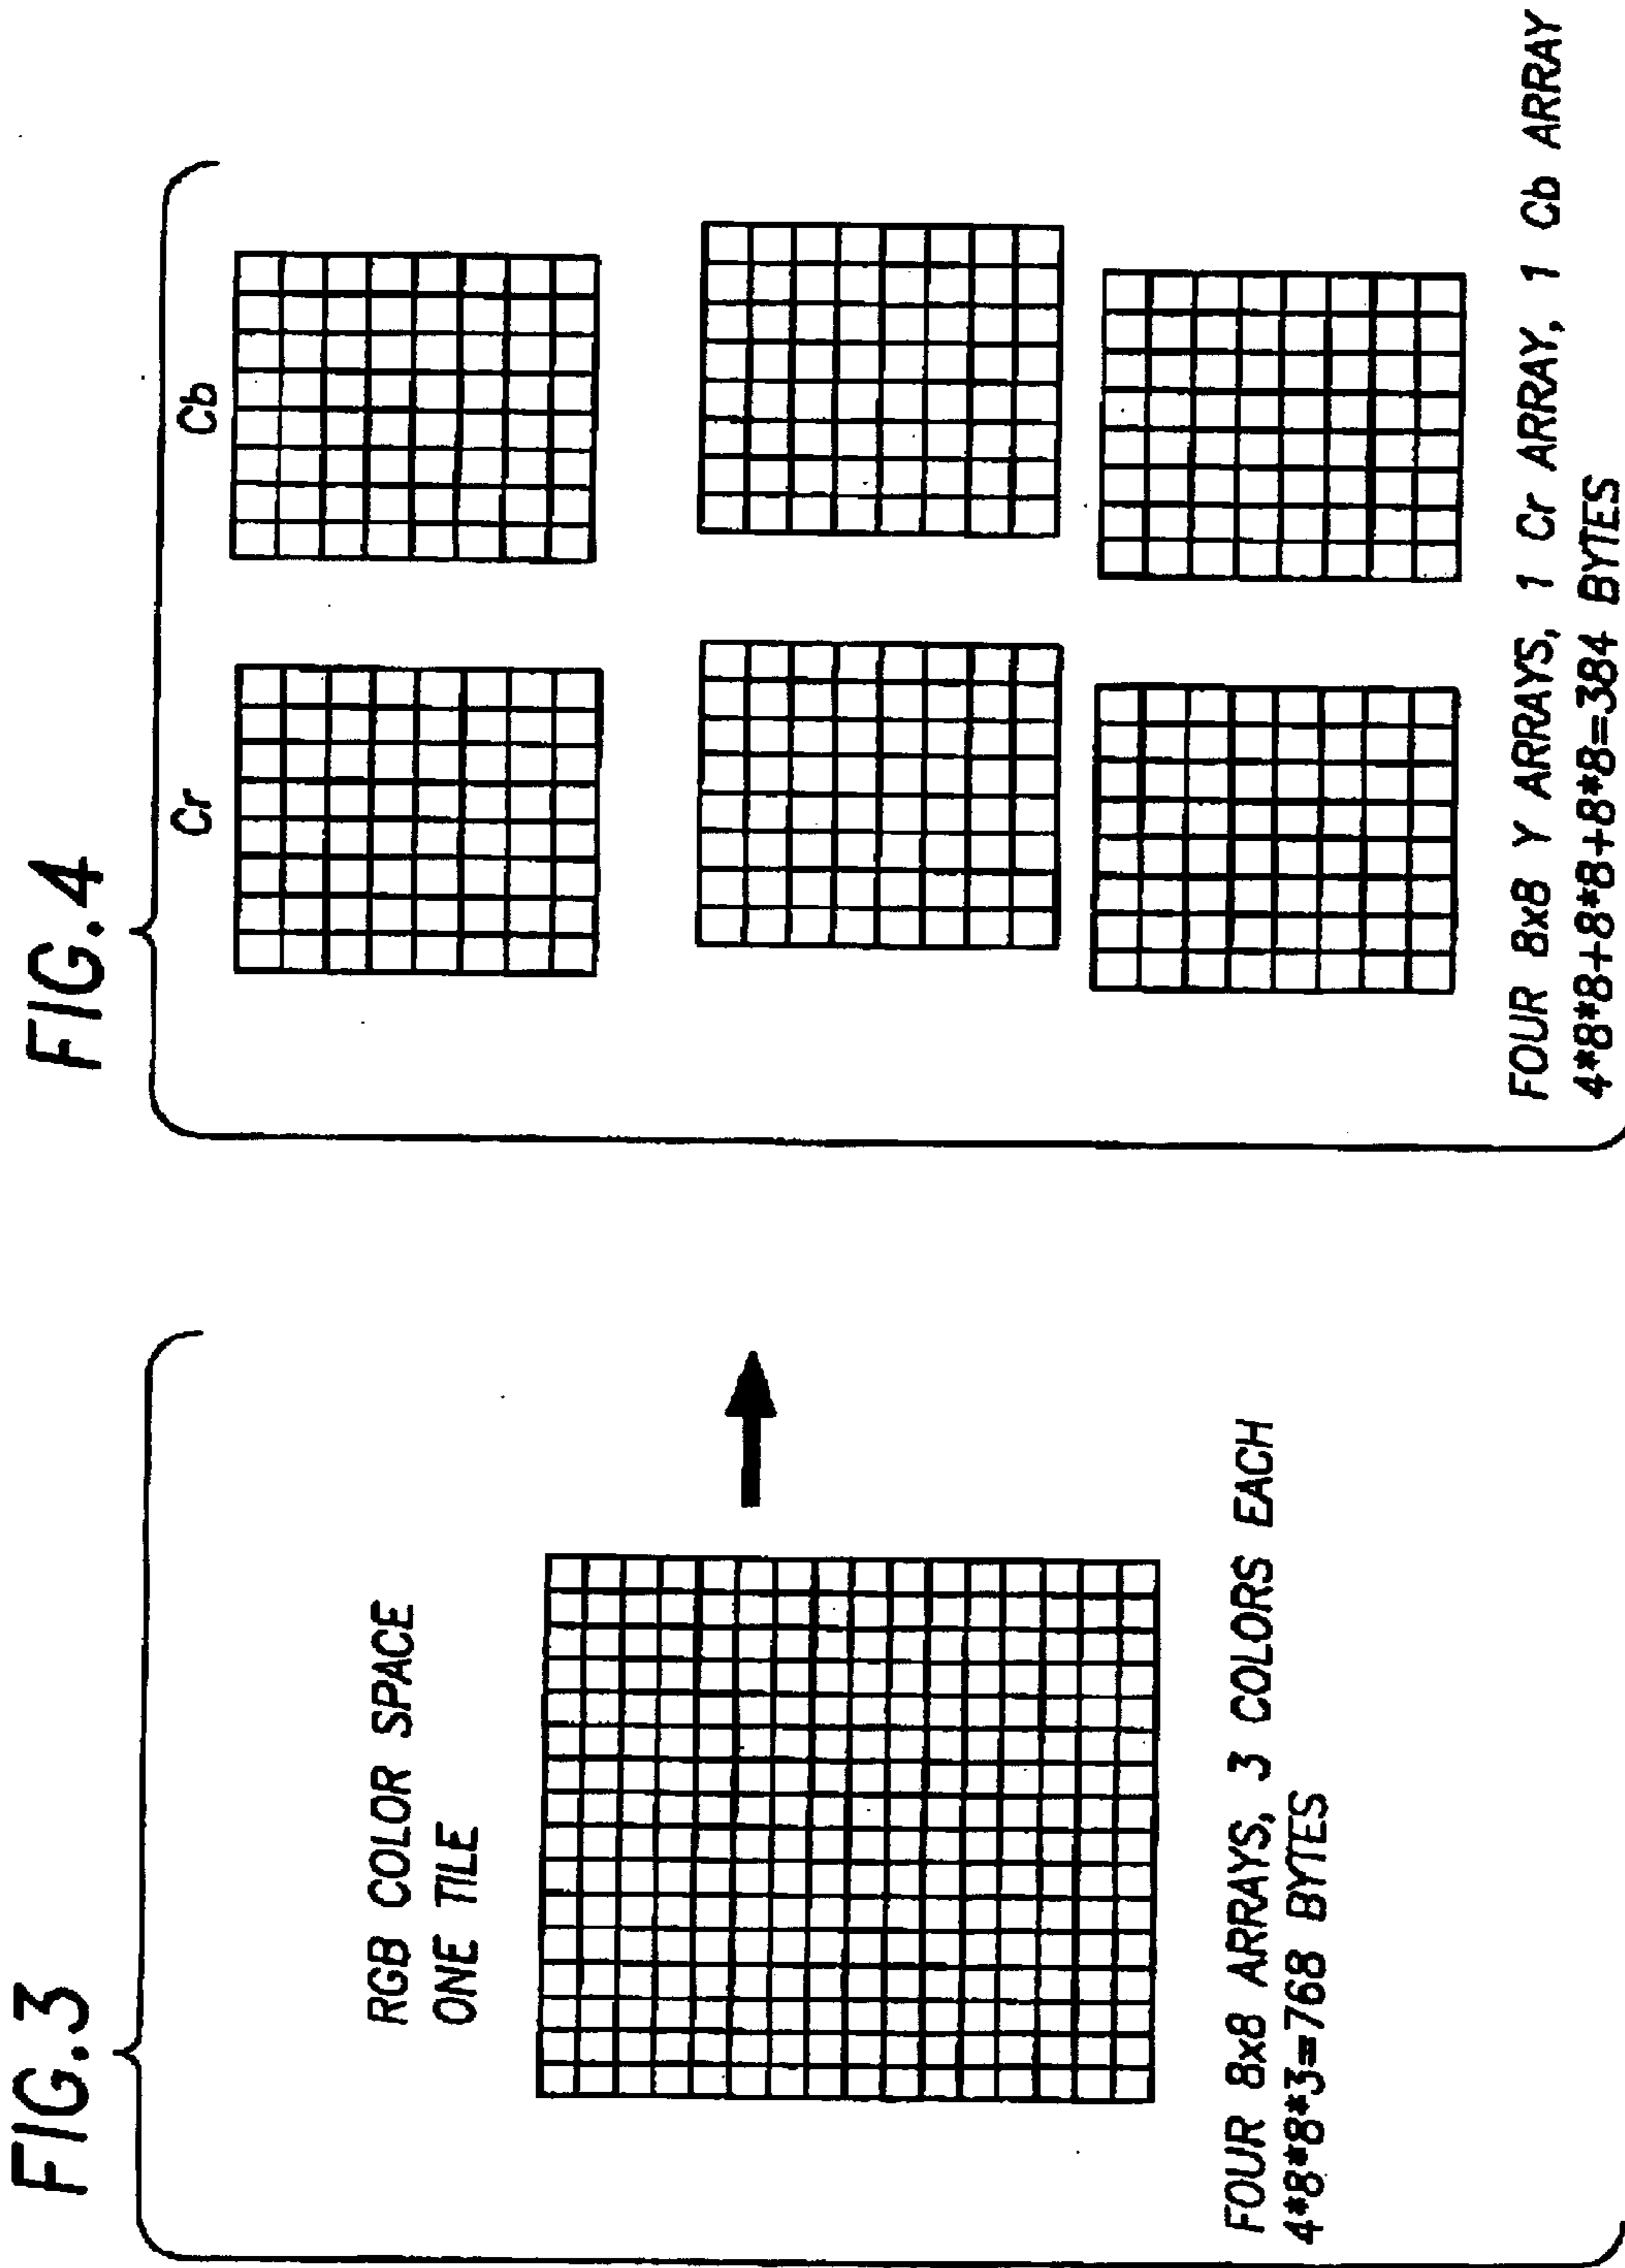 FIG.3
RGB COLOR SPACE
ONE TILE
FOUR 8x8 ARRAYS, 3 COLORS EACH
4*8*8*3=768 BYTES
FIG.4
Cr
Cb
FOUR 8x8 Y ARRAYS, 1 Cr ARRAY, 1 Cb ARRAY
4*8*8+8*8+8*8=384 BYTES